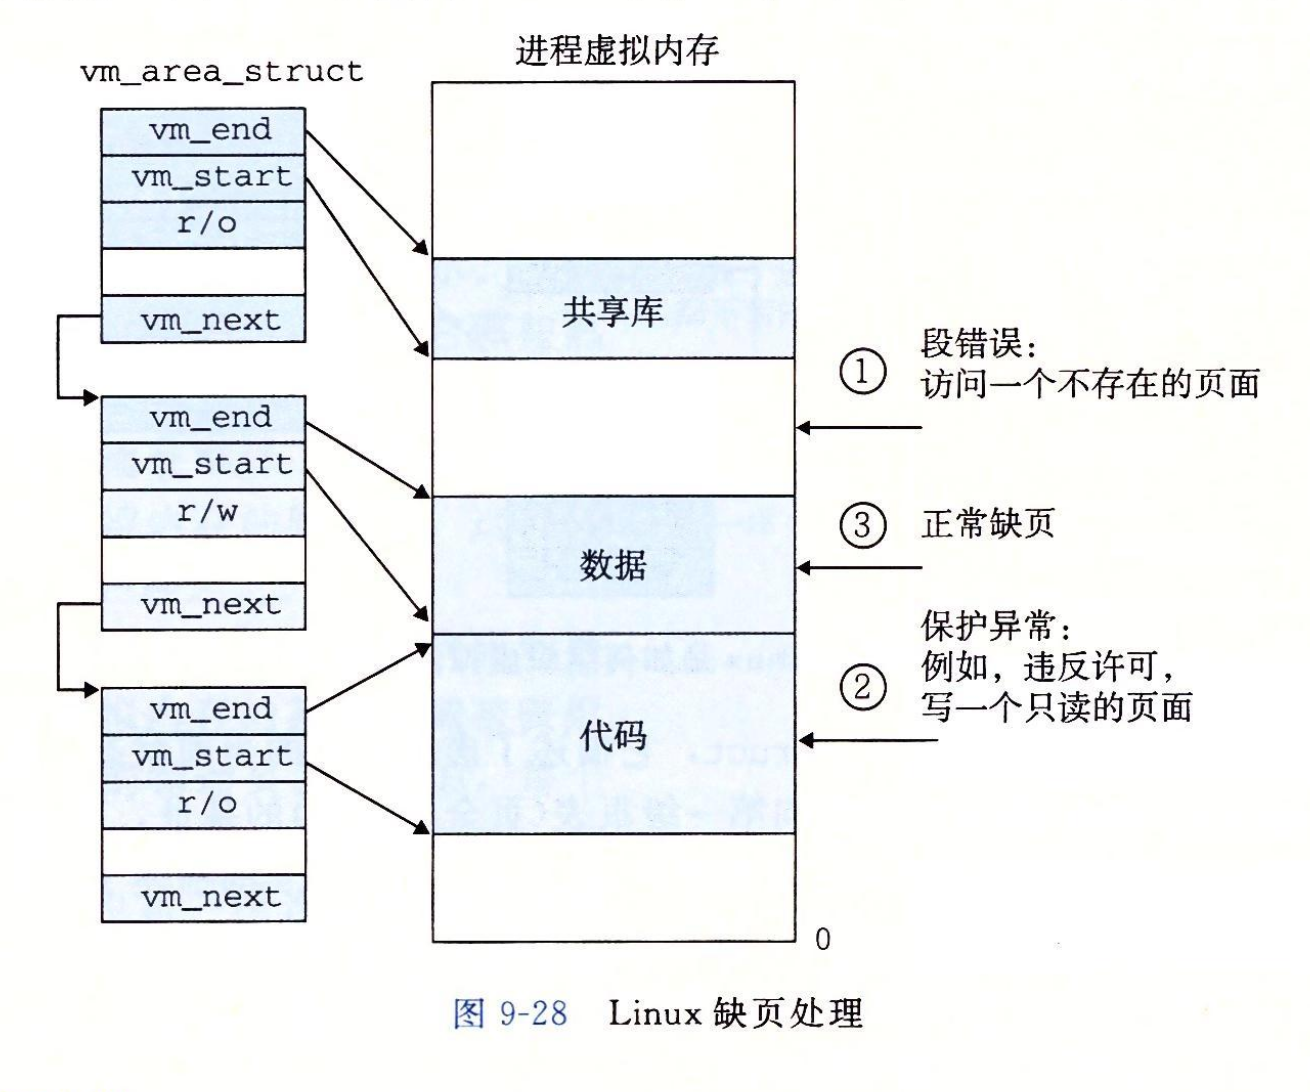 进程虚拟内存
vm_area_struct
vm_end
vm_start
r/o
vm_next
vm_end
vm_start
r/w
vm_next
vm_end
vm_start
r/o
vm_next
共享库
数据
代码
0
① 段错误:
访问一个不存在的页面
③ 正常缺页
② 保护异常:
例如,违反许可,
写一个只读的页面
图 9-28 Linux 缺页处理